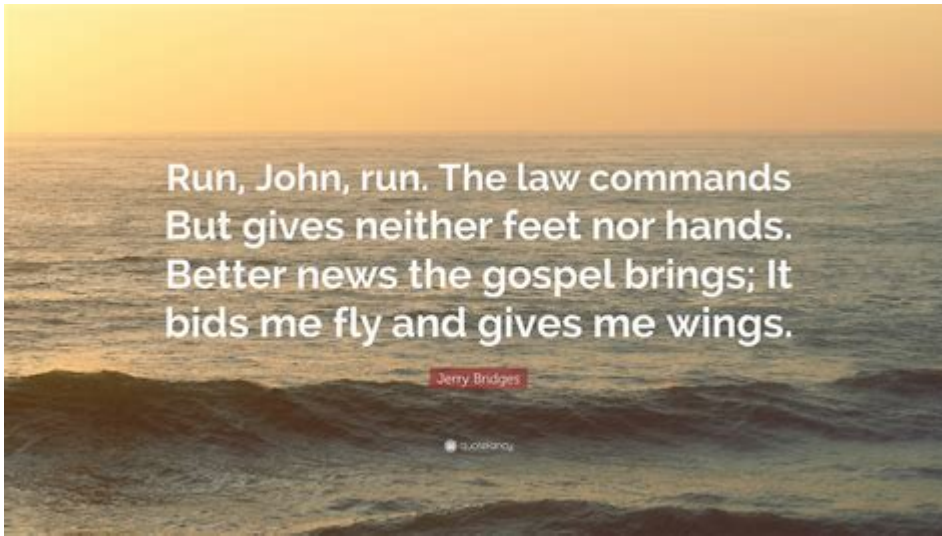 Run, John, run. The law commands
But gives neither feet nor hands.
Better news the gospel brings; It
bids me fly and gives me wings.
Jerry Bridges
quotefancy